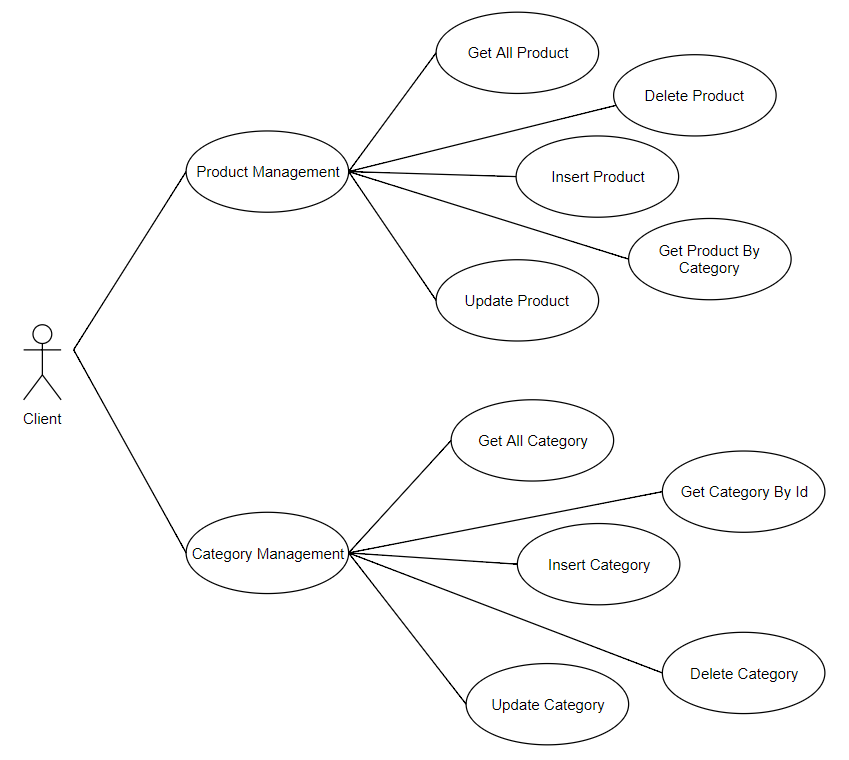 Get All Product
Delete Product
Product Management
Insert Product
Get Product By
Category
Update Product
Client
Get All Category
Get Category By Id
Category Management
Insert Category
Delete Category
Update Category